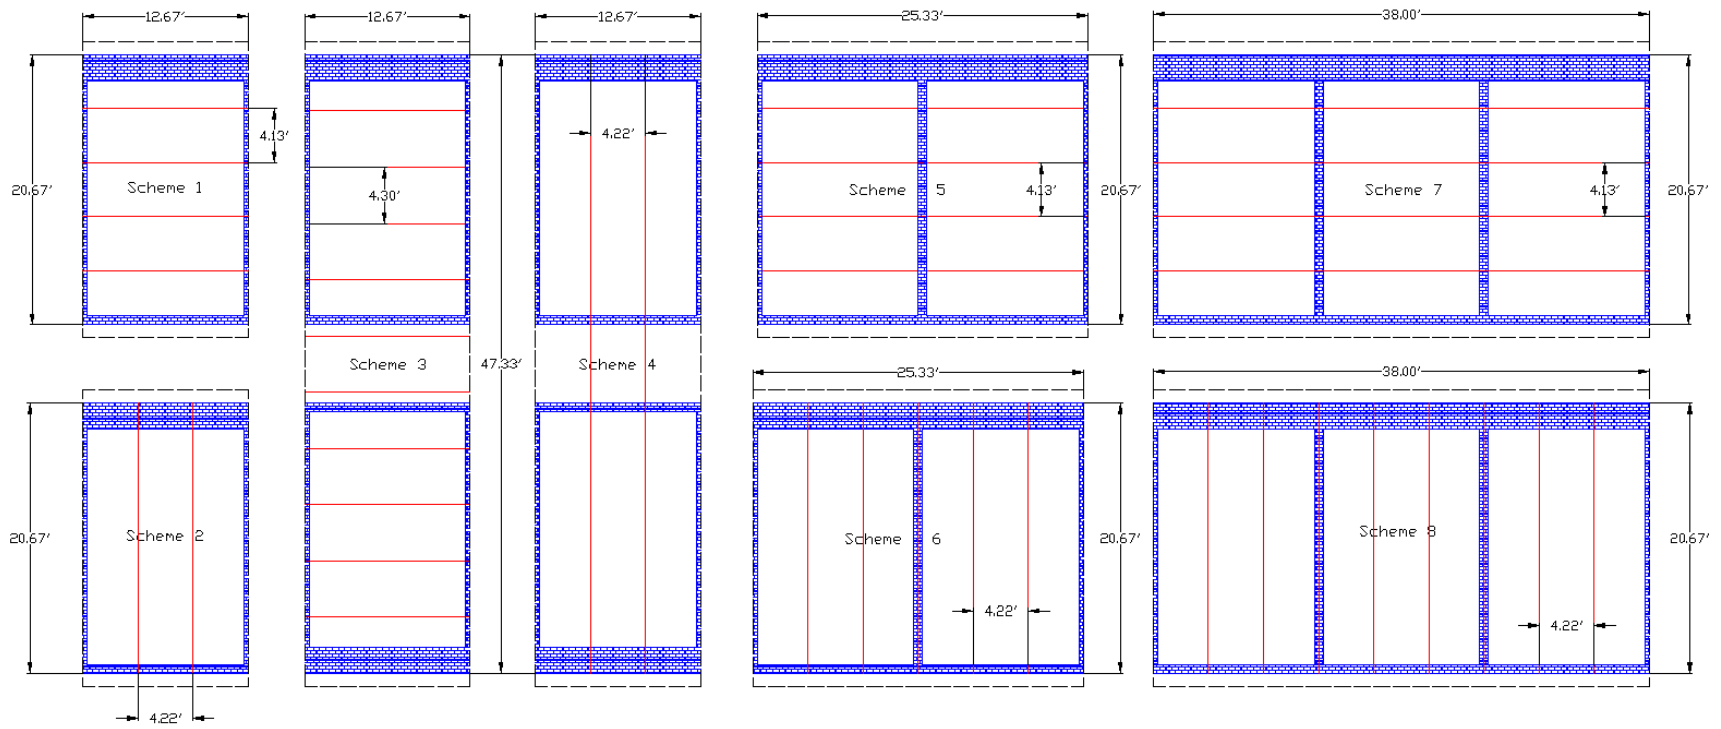 12.67′
12.67′
12.67′
25.33′
38.00′
4.13′
4.22′
20.67′
Scheme 1
4.30′
Scheme 5
4.13′
20.67′
Scheme 7
4.13′
20.67′
Scheme 3
47.33′
Scheme 4
25.33′
38.00′
20.67′
Scheme 2
Scheme 6
20.67′
Scheme 8
20.67′
4.22′
4.22′
4.22′